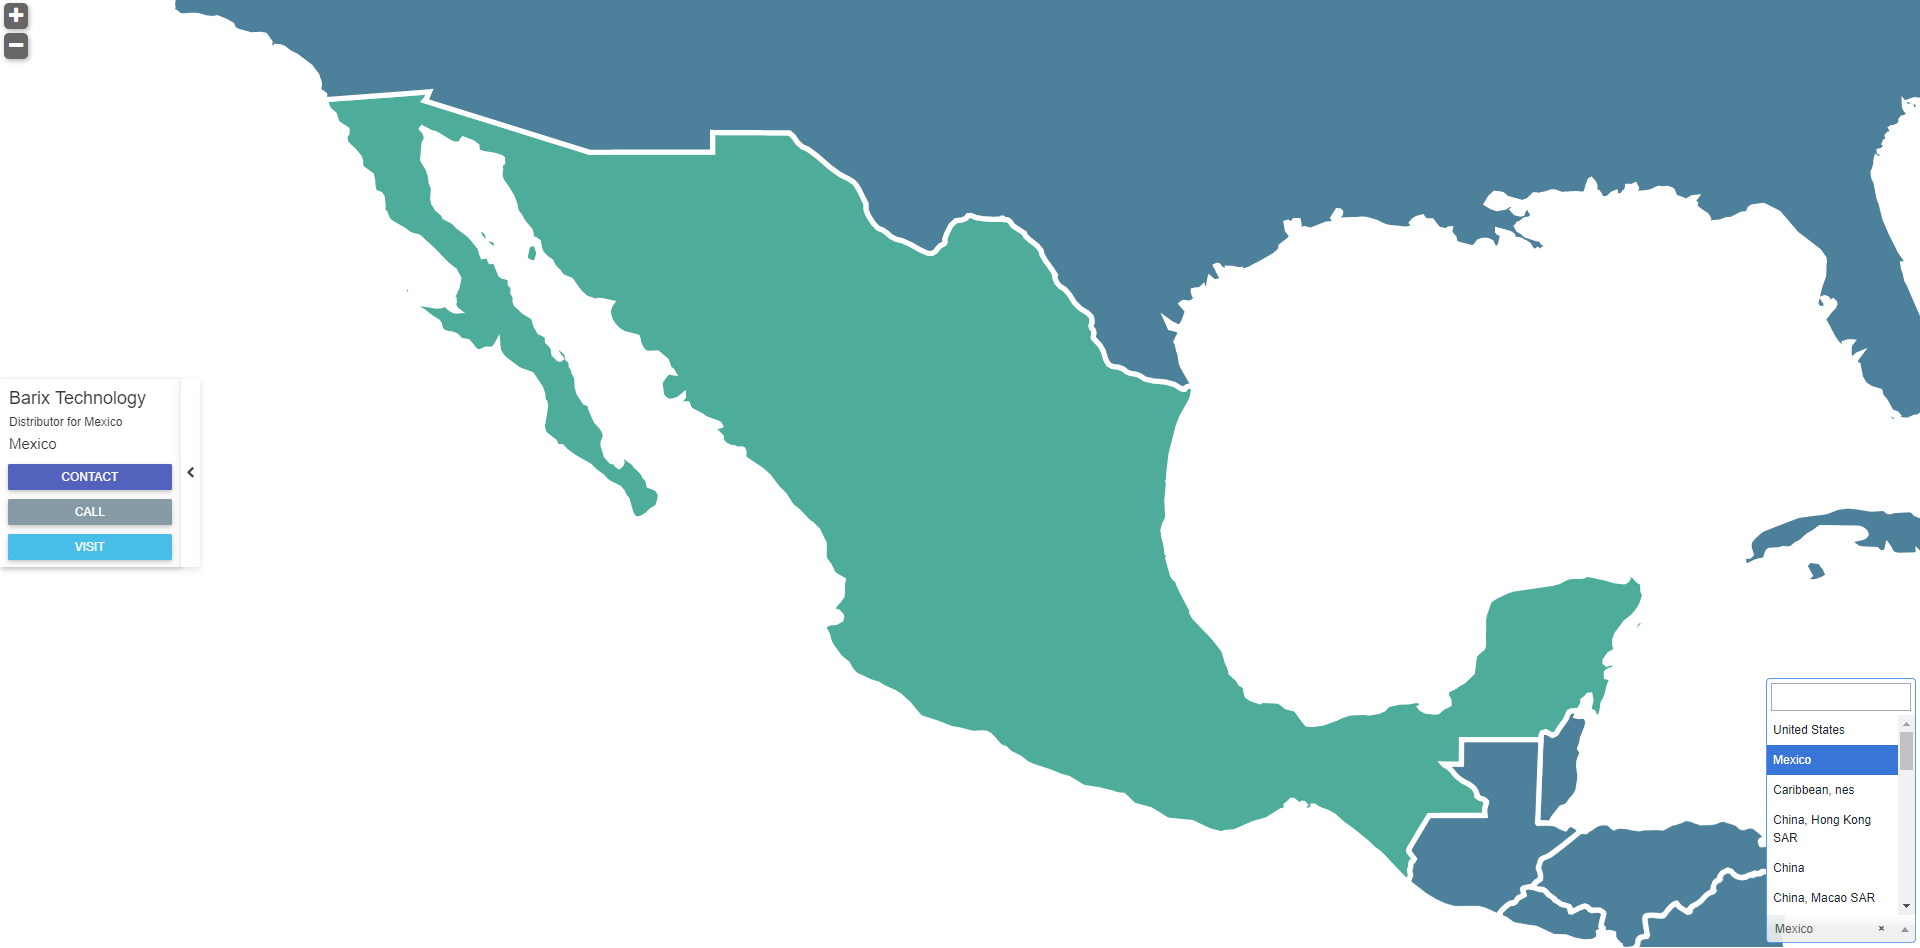 Barix Technology
Distributor for Mexico
Mexico
CONTACT
CALL
VISIT
United States
Mexico
Caribbean, nes
China, Hong Kong
SAR
China
China, Macao SAR
Mexico ×